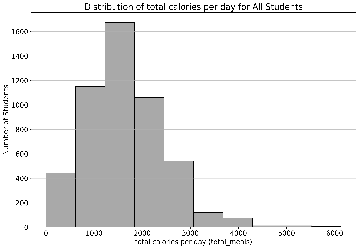 Distribution of total calories per day for All Students
1600
1400
1200
1000
800
600
400
200
0
Number of Students
0 1000 2000 3000 4000 5000 6000
total calories per day (total_meals)